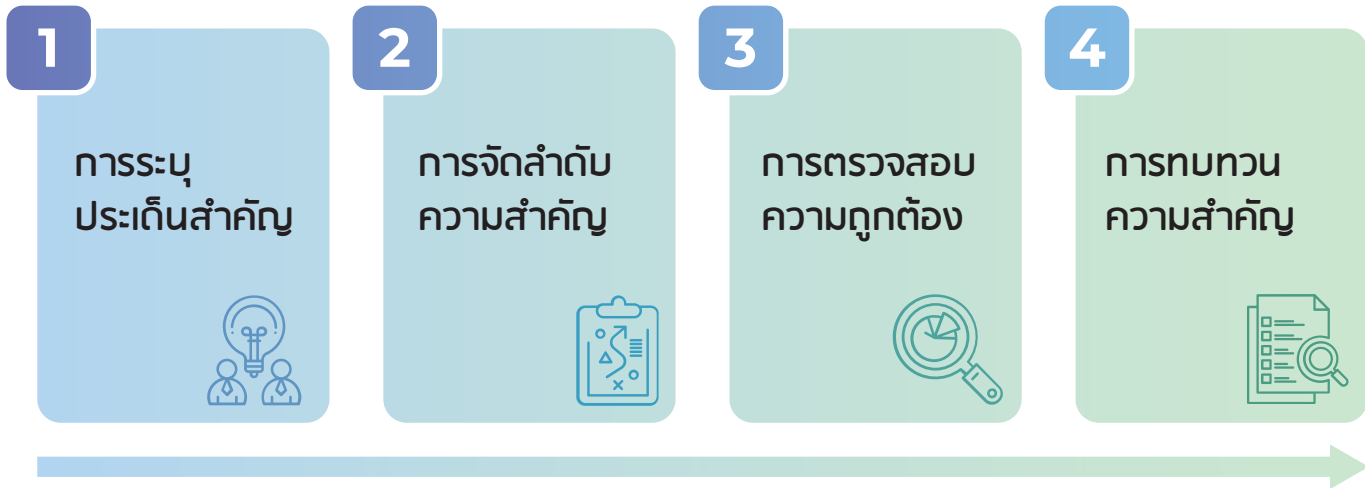 1
การระบุ
ประเด็นสำคัญ
2
การจัดลำดับ
ความสำคัญ
3
การตรวจสอบ
ความถูกต้อง
4
การทบทวน
ความสำคัญ